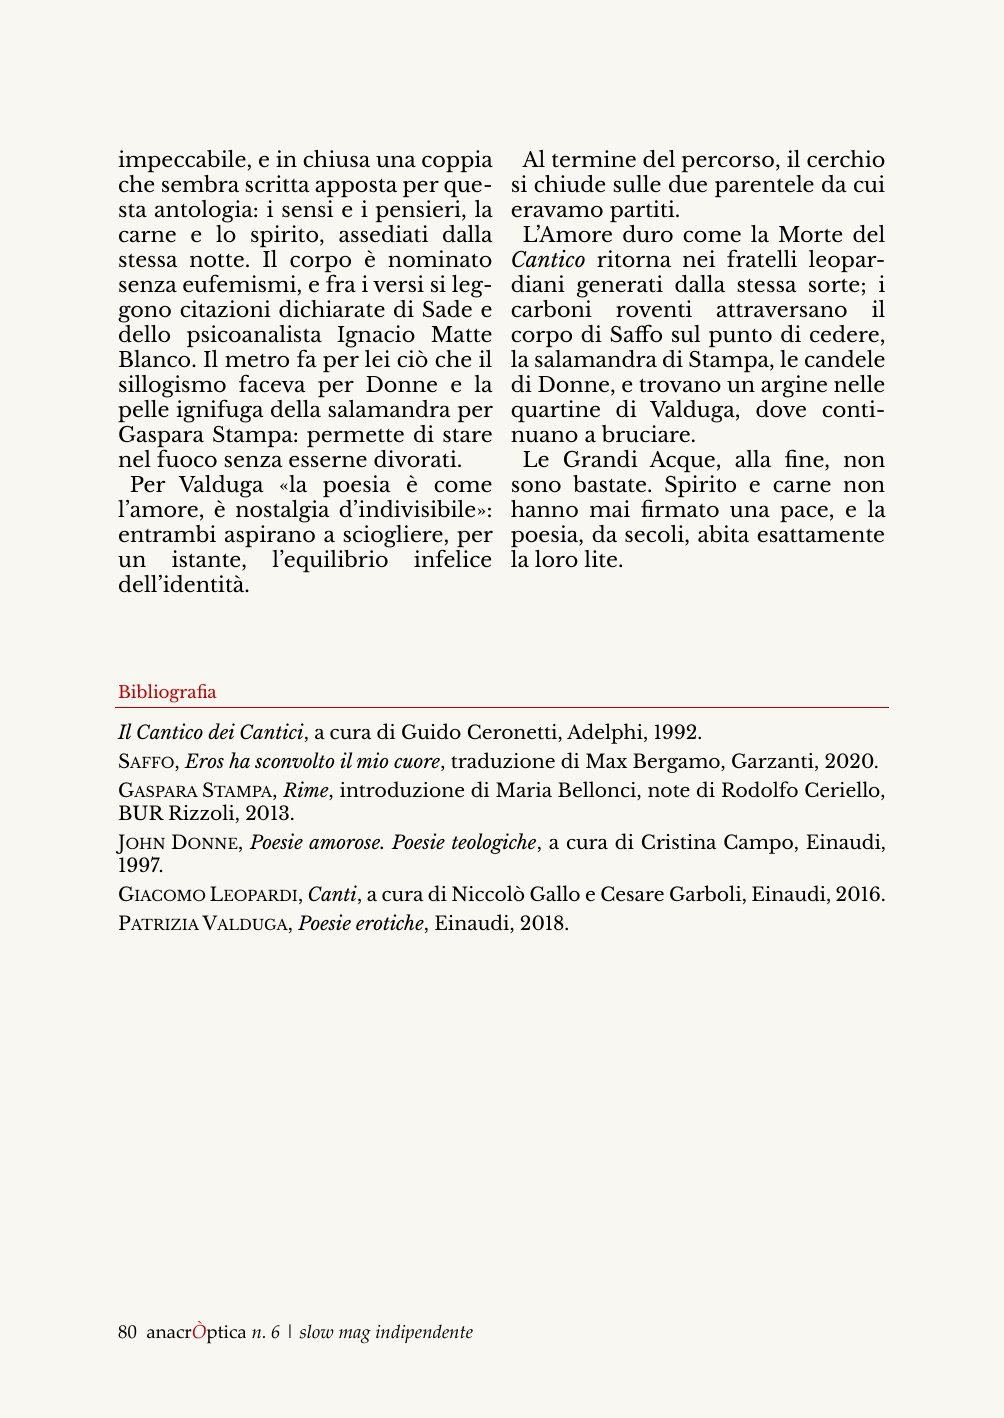 impeccabile, e in chiusa una coppia
che sembra scritta apposta per que-
sta antologia: i sensi e i pensieri, la
carne e lo spirito, assediati dalla
stessa notte. Il corpo è nominato
senza eufemismi, e fra i versi si leg-
gono citazioni dichiarate di Sade e
dello psicoanalista Ignacio Matte
Blanco. Il metro fa per lei ciò che il
sillogismo faceva per Donne e la
pelle ignifuga della salamandra per
Gaspara Stampa: permette di stare
nel fuoco senza esserne divorati.
Per Valduga «la poesia è come
l’amore, è nostalgia d’indivisibile»:
entrambi aspirano a sciogliere, per
un istante, l’equilibrio infelice
dell’identità.
Al termine del percorso, il cerchio
si chiude sulle due parentele da cui
eravamo partiti.
L’Amore duro come la Morte del
Cantico ritorna nei fratelli leopar-
diani generati dalla stessa sorte; i
carboni roventi attraversano il
corpo di Saffo sul punto di cedere,
la salamandra di Stampa, le candele
di Donne, e trovano un argine nelle
quartine di Valduga, dove conti-
nuano a bruciare.
Le Grandi Acque, alla fine, non
sono bastate. Spirito e carne non
hanno mai firmato una pace, e la
poesia, da secoli, abita esattamente
la loro lite.
Bibliografia
Il Cantico dei Cantici, a cura di Guido Ceronetti, Adelphi, 1992.
SAFFO, Eros ha sconvolto il mio cuore, traduzione di Max Bergamo, Garzanti, 2020.
GASPARA STAMPA, Rime, introduzione di Maria Bellonci, note di Rodolfo Ceriello,
BUR Rizzoli, 2013.
JOHN DONNE, Poesie amorose. Poesie teologiche, a cura di Cristina Campo, Einaudi,
1997.
GIACOMO LEOPARDI, Canti, a cura di Niccolò Gallo e Cesare Garboli, Einaudi, 2016.
PATRIZIA VALDUGA, Poesie erotiche, Einaudi, 2018.
80 anacrÒptica n. 6 | slow mag indipendente